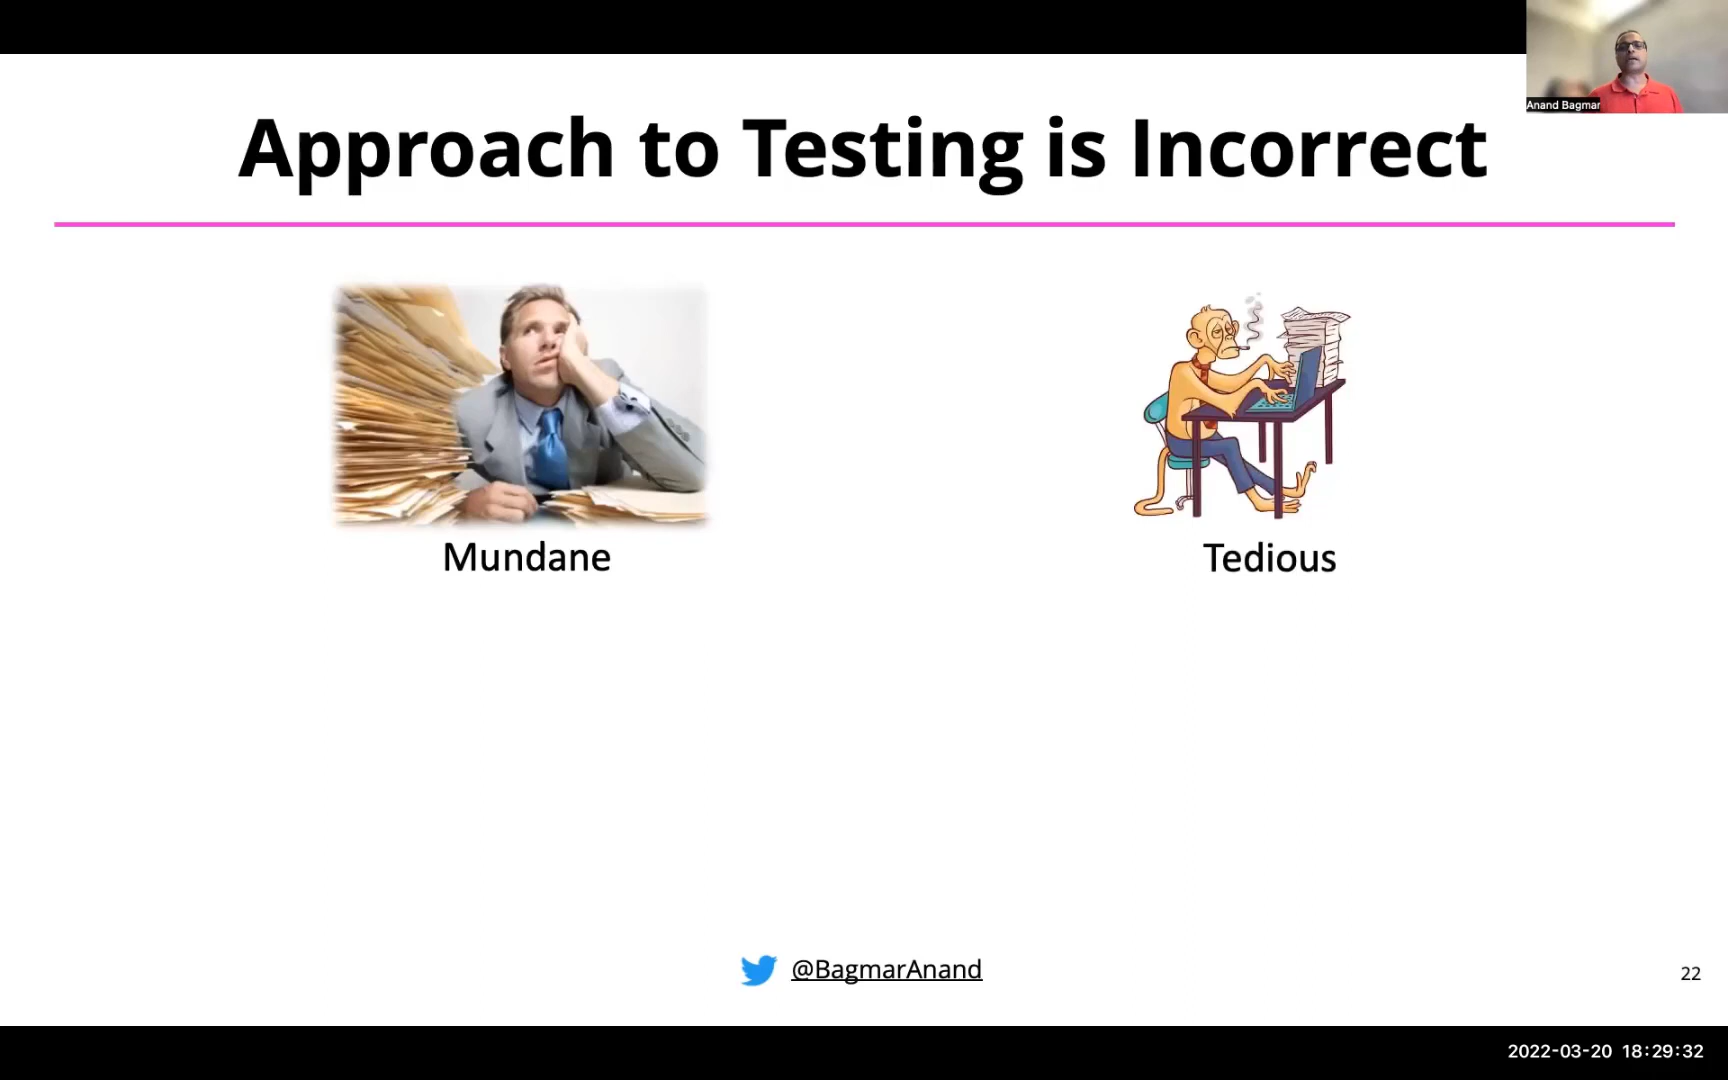 Anand Bagmar
Approach to Testing is Incorrect
Mundane
Tedious
@BagmarAnand
22
2022-03-20 18:29:32